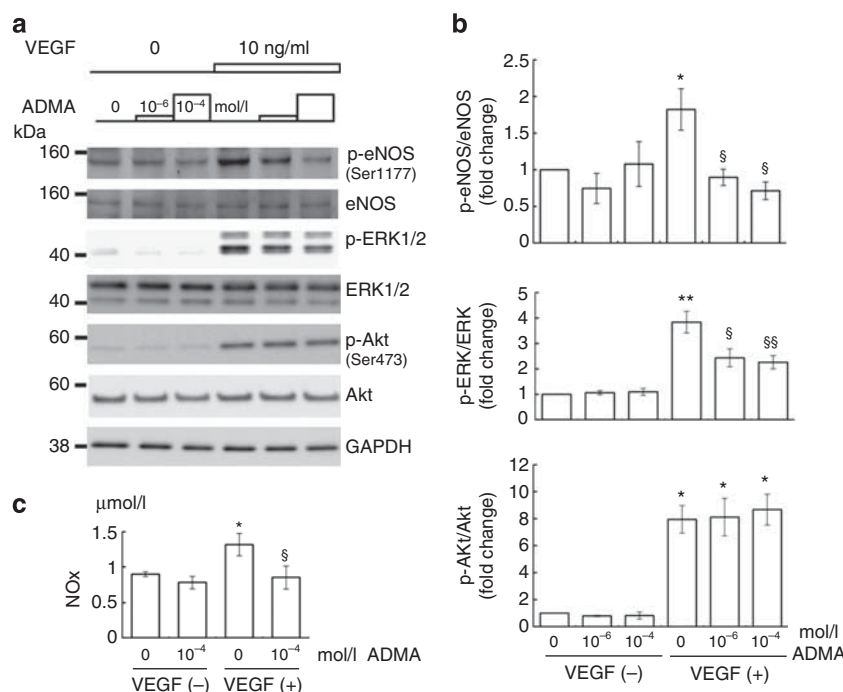 a
VEGF 0 10 ng/ml
ADMA 0 10⁻⁶ 10⁻⁴ mol/l
kDa
160 p-eNOS
(Ser1177)
160 eNOS
p-ERK1/2
40
ERK1/2
40
60 p-Akt
(Ser473)
60 Akt
38 GAPDH
b
p-eNOS/eNOS
(fold change)
2.5
2
1.5
1
0.5
0
*
§
§
p-ERK/ERK
(fold change)
5
4
3
2
1
0
**
§
§§
p-AKt/Akt
(fold change)
12
10
8
6
4
2
0
* * *
0 10⁻⁶ 10⁻⁴ 0 10⁻⁶ 10⁻⁴ mol/l
ADMA
VEGF (–) VEGF (+)
c
μmol/l
NOx
1.5
1
0.5
0
*
§
0 10⁻⁴ 0 10⁻⁴ mol/l ADMA
VEGF (–) VEGF (+)